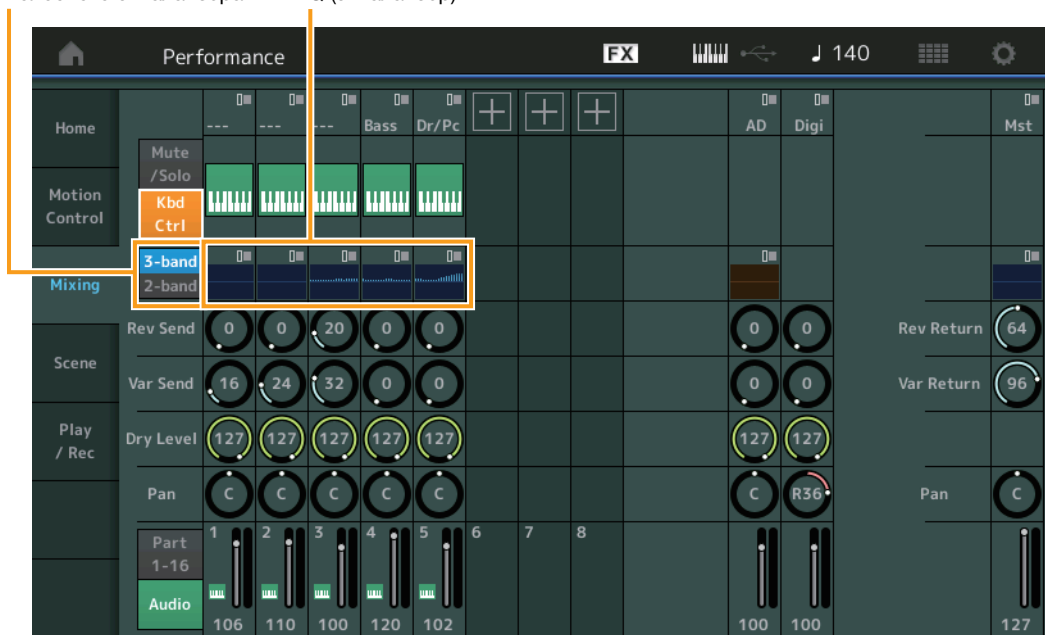 Performance FX 140
Home --- --- --- Bass Dr/Pc AD Digi Mst
Mute
/Solo
Motion
Control
Kbd
Ctrl
3-band
2-band
Mixing
Rev Send 0 0 20 0 0 0 0 Rev Return 64
Scene
Var Send 16 24 32 0 0 0 0 Var Return 96
Play
/ Rec
Dry Level 127 127 127 127 127 127 127
Pan C C C C C C R36 Pan C
1 2 3 4 5 6 7 8
Part
1-16
Audio
106 110 100 120 102 100 100 127